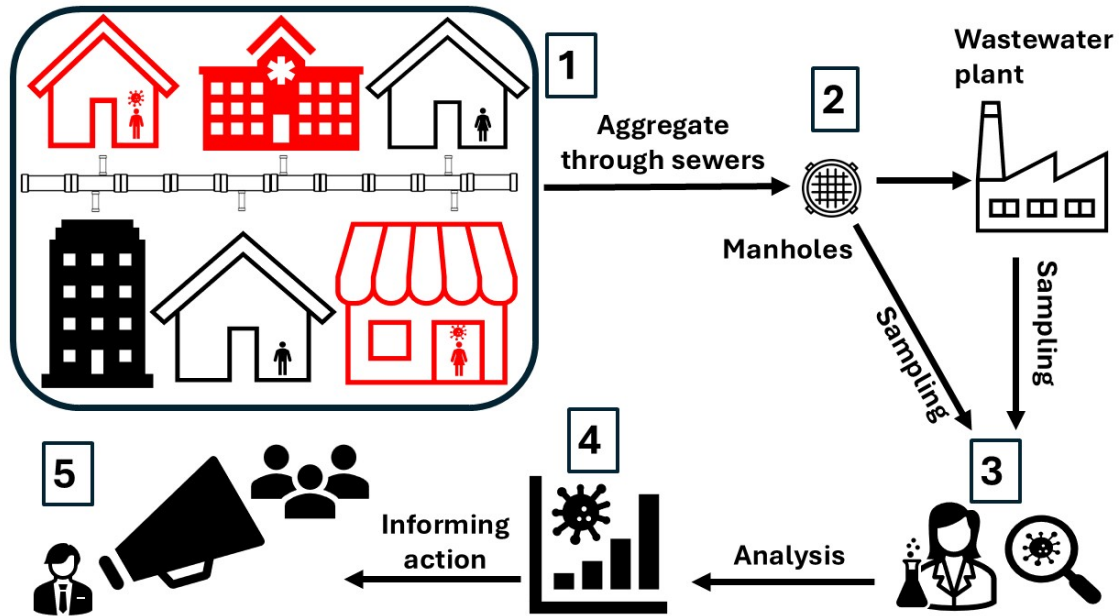 1
Aggregate
through sewers
2
Manholes
Wastewater
plant
Sampling
Sampling
3
Analysis
4
Informing
action
5